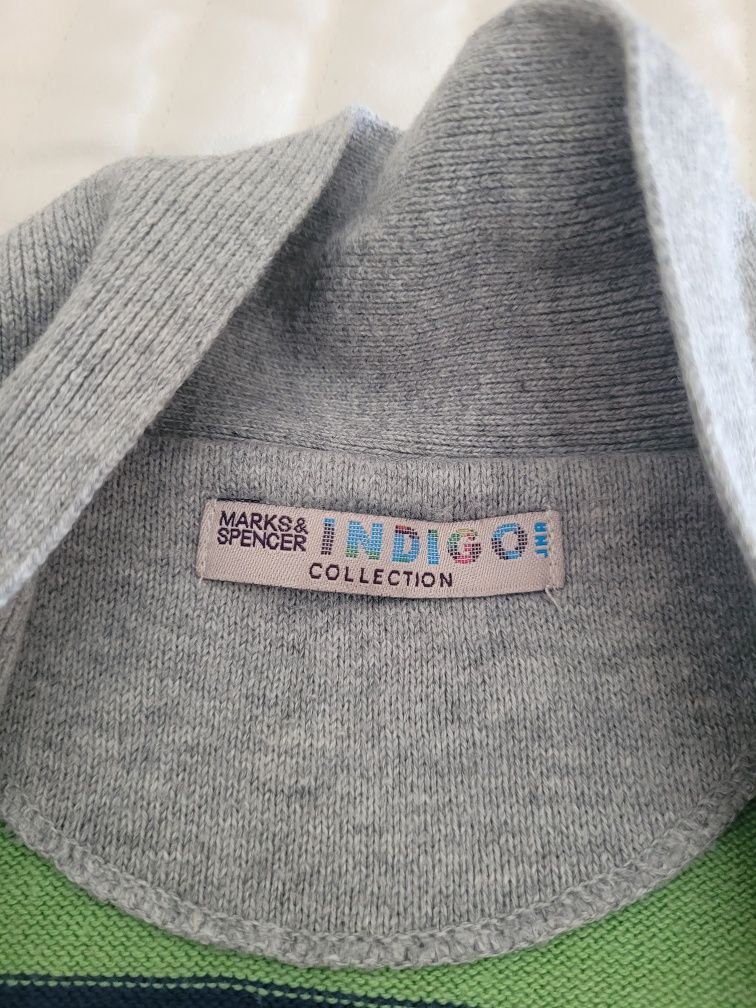 MARKS&
SPENCER
INDIGO
JNR
COLLECTION